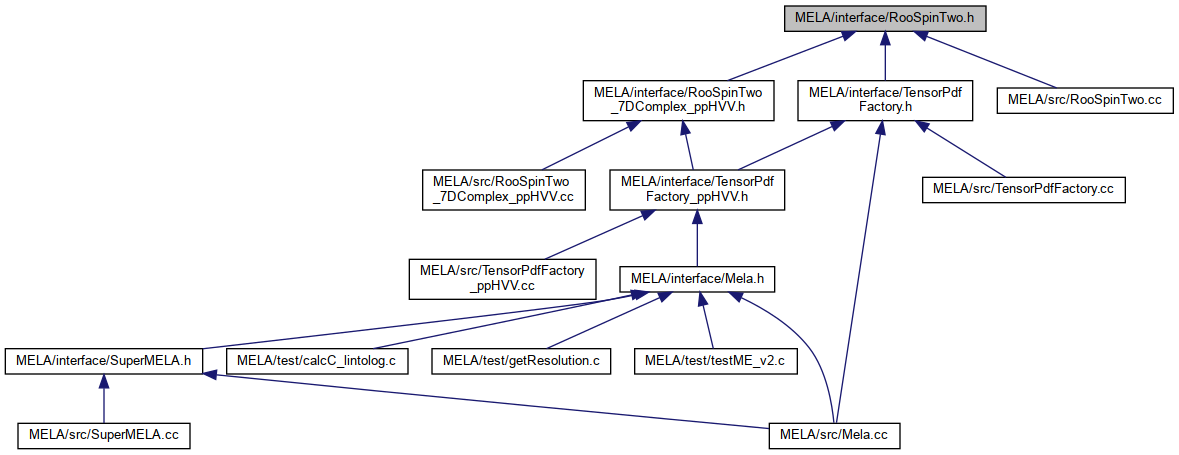 MELA/interface/RooSpinTwo.h
MELA/interface/RooSpinTwo
_7DComplex_ppHVV.h
MELA/interface/TensorPdf
Factory.h
MELA/src/RooSpinTwo.cc
MELA/src/RooSpinTwo
_7DComplex_ppHVV.cc
MELA/interface/TensorPdf
Factory_ppHVV.h
MELA/src/TensorPdfFactory.cc
MELA/src/TensorPdfFactory
_ppHVV.cc
MELA/interface/Mela.h
MELA/interface/SuperMELA.h
MELA/test/calcC_lintolog.c
MELA/test/getResolution.c
MELA/test/testME_v2.c
MELA/src/SuperMELA.cc
MELA/src/Mela.cc